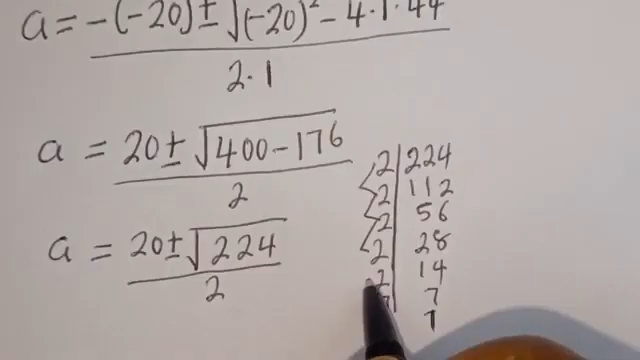 a = -(-20) ± √(-20)² - 4·1·44
2·1
a = 20 ± √400 - 176
2
a = 20 ± √224
2
2 | 224
2 | 112
2 | 56
2 | 28
2 | 14
7
1